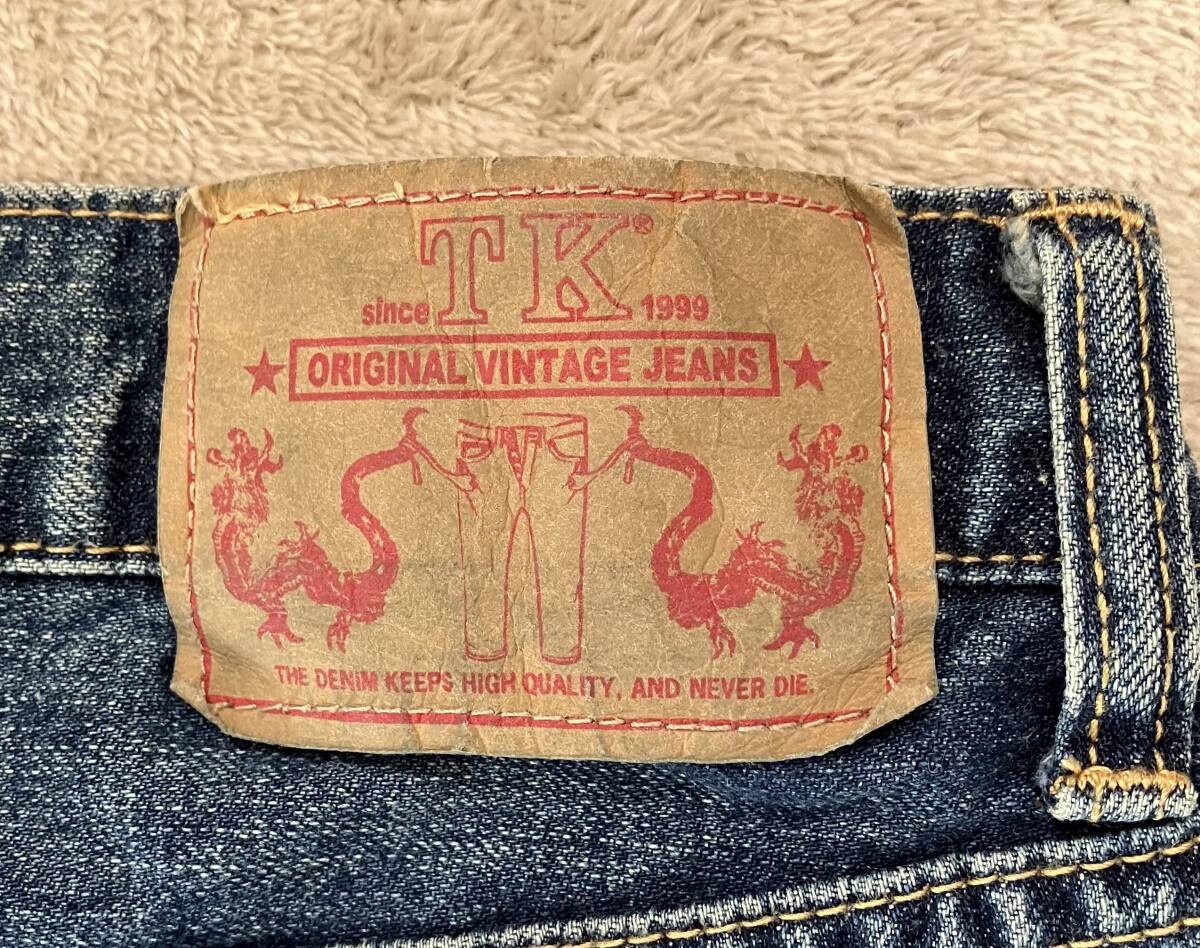 TK®
since 1999
ORIGINAL VINTAGE JEANS
THE DENIM KEEPS HIGH QUALITY, AND NEVER DIE.